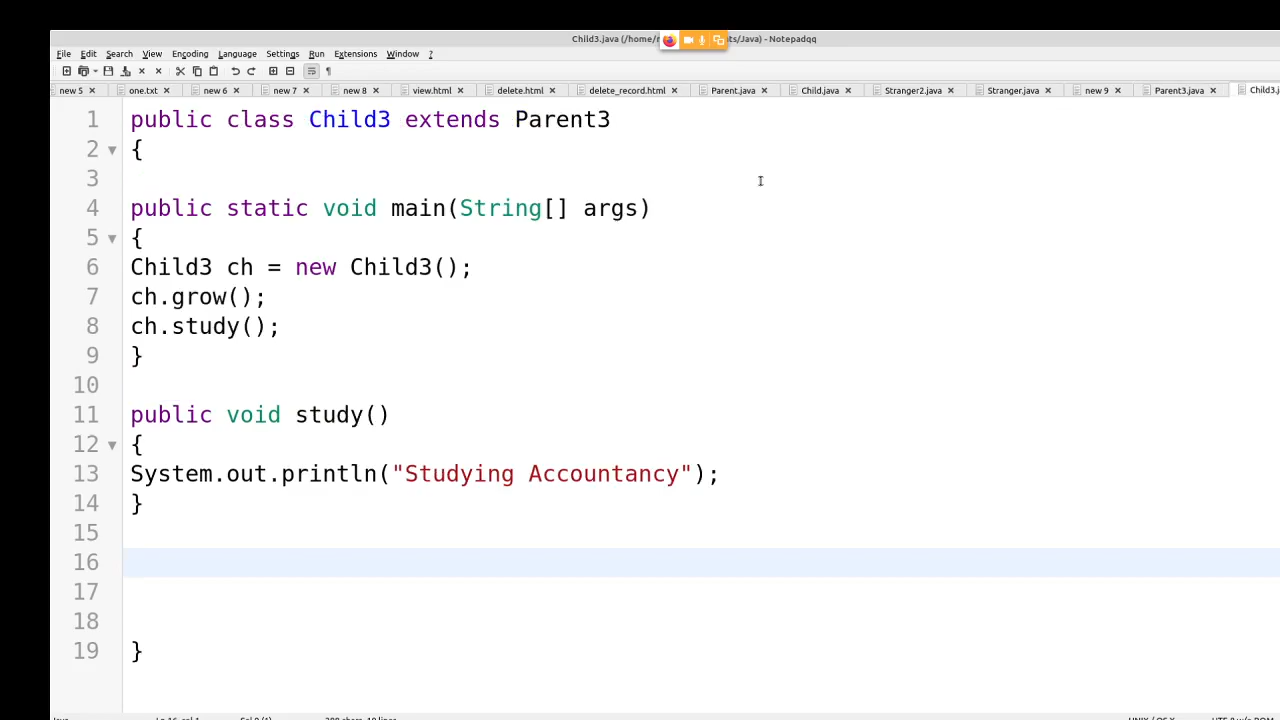 Child3.java (/home/r ts/Java) - Notepadqq
File Edit Search View Encoding Language Settings Run Extensions Window ?
new 5 one.txt new 6 new 7 new 8 view.html delete.html delete_record.html Parent.java Child.java Stranger2.java Stranger.java new 9 Parent3.java Child3.j
1 public class Child3 extends Parent3
2 {
3
4 public static void main(String[] args)
5 {
6 Child3 ch = new Child3();
7 ch.grow();
8 ch.study();
9 }
10
11 public void study()
12 {
13 System.out.println("Studying Accountancy");
14 }
15
16
17
18
19 }